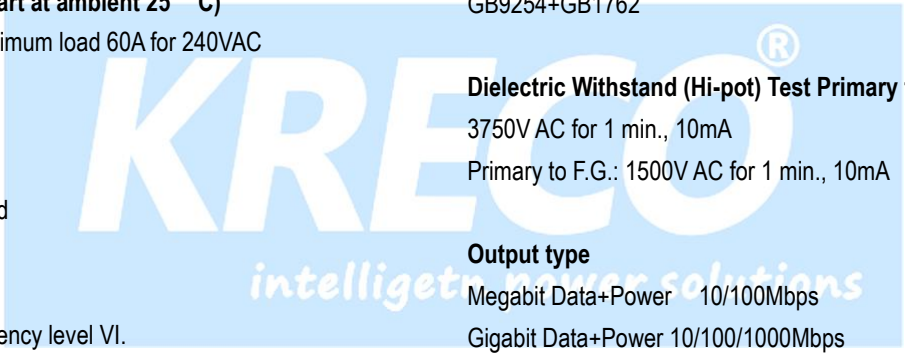 art at ambient 25 C)
imum load 60A for 240VAC
d
ency level VI.
GB9254+GB1762
Dielectric Withstand (Hi-pot) Test Primary
3750V AC for 1 min., 10mA
Primary to F.G.: 1500V AC for 1 min., 10mA
Output type
Megabit Data+Power 10/100Mbps
Gigabit Data+Power 10/100/1000Mbps
KRECO®
intelligetn power solutions